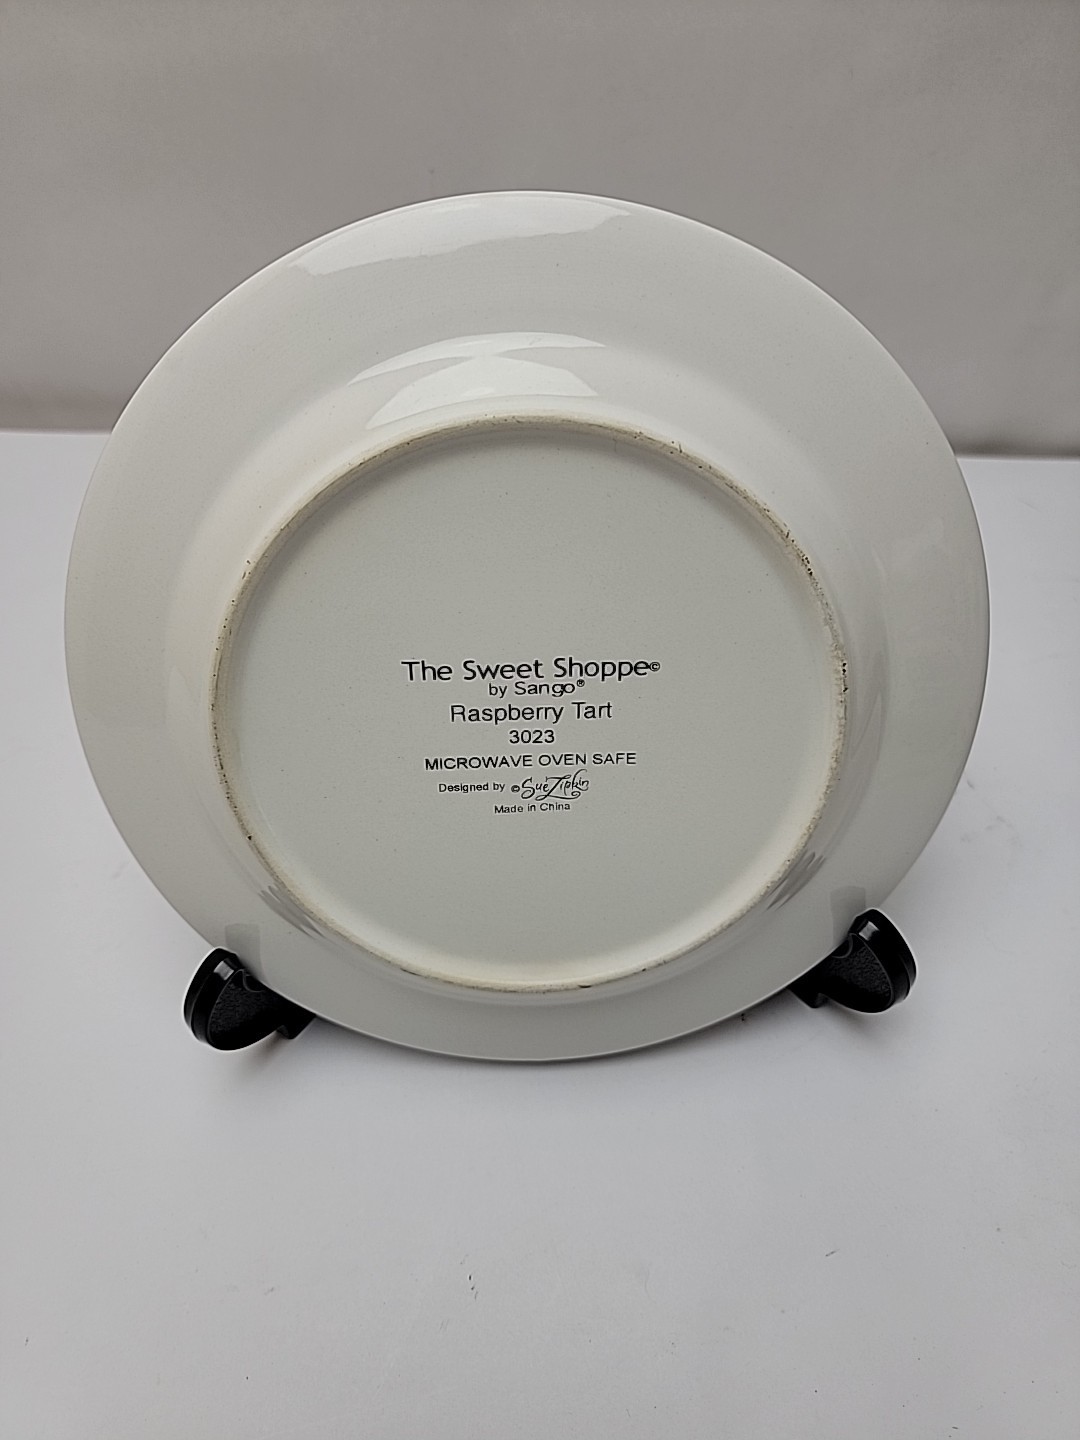 The Sweet Shoppe©
by Sango®
Raspberry Tart
3023
MICROWAVE OVEN SAFE
Designed by ©Sue Zipkin
Made in China